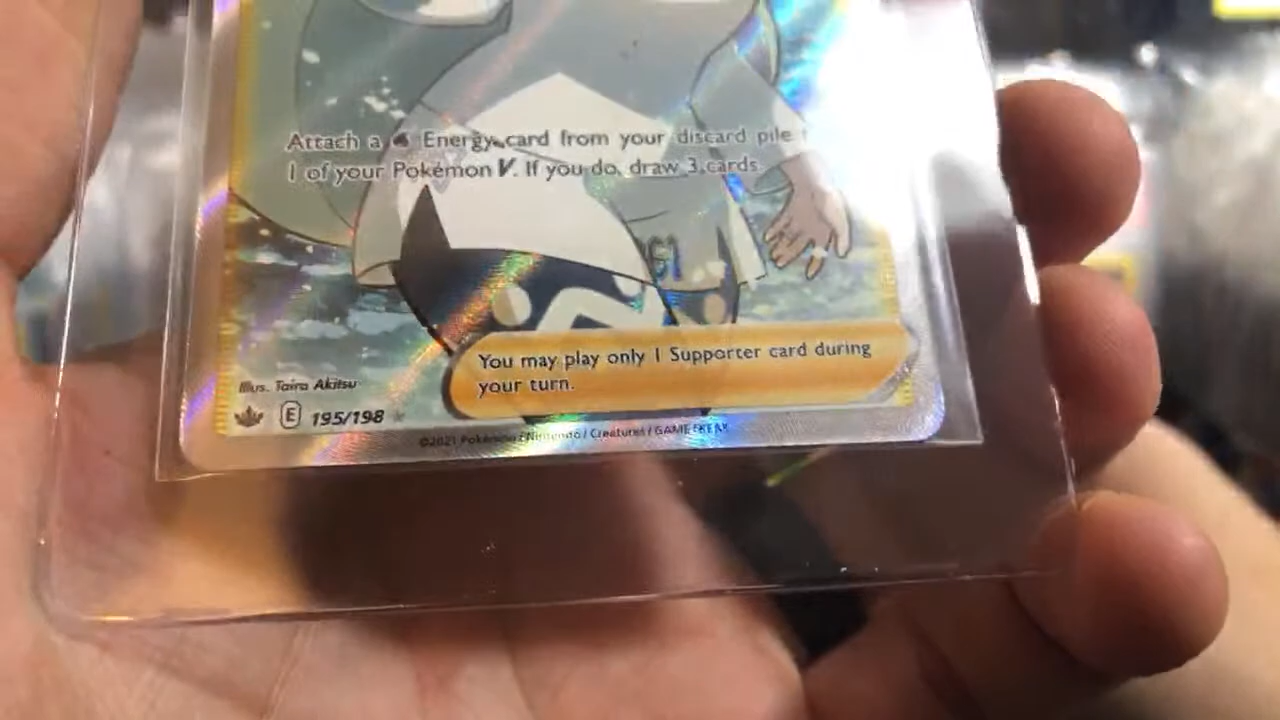 Attach a Energy card from your discard pile
1 of your Pokémon V. If you do, draw 3 cards.
You may play only 1 Supporter card during
your turn.
Illus. Taira Akitsu
E 195/198
©2021 Pokémon / Nintendo / Creatures / GAME FREAK